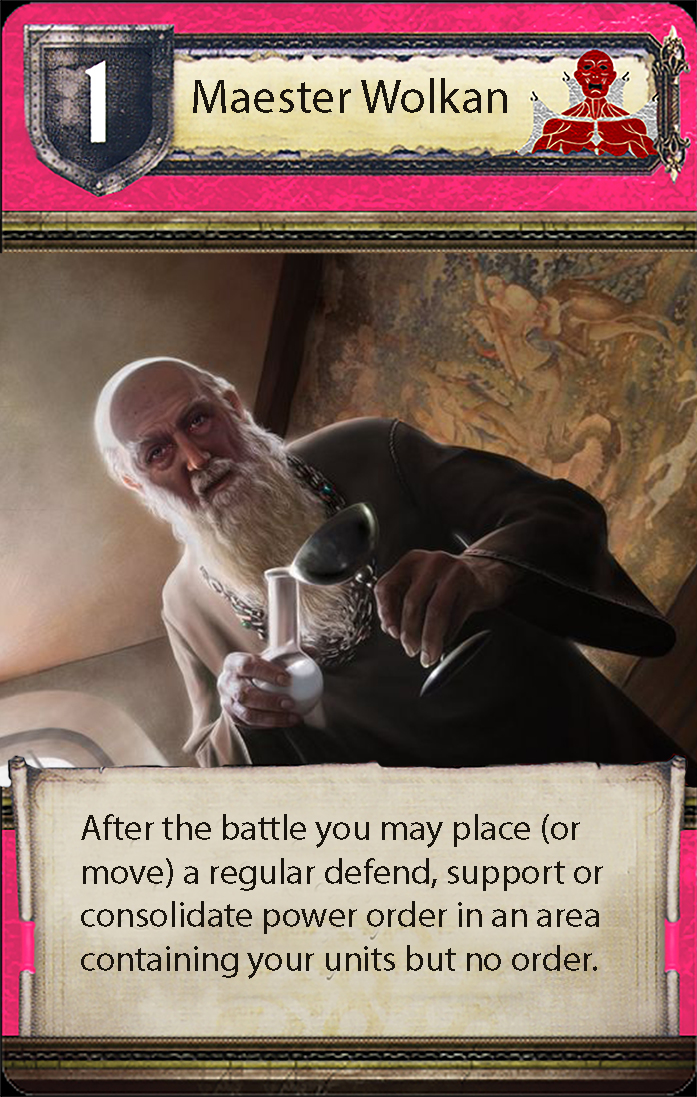 1
Maester Wolkan
After the battle you may place (or
move) a regular defend, support or
consolidate power order in an area
containing your units but no order.